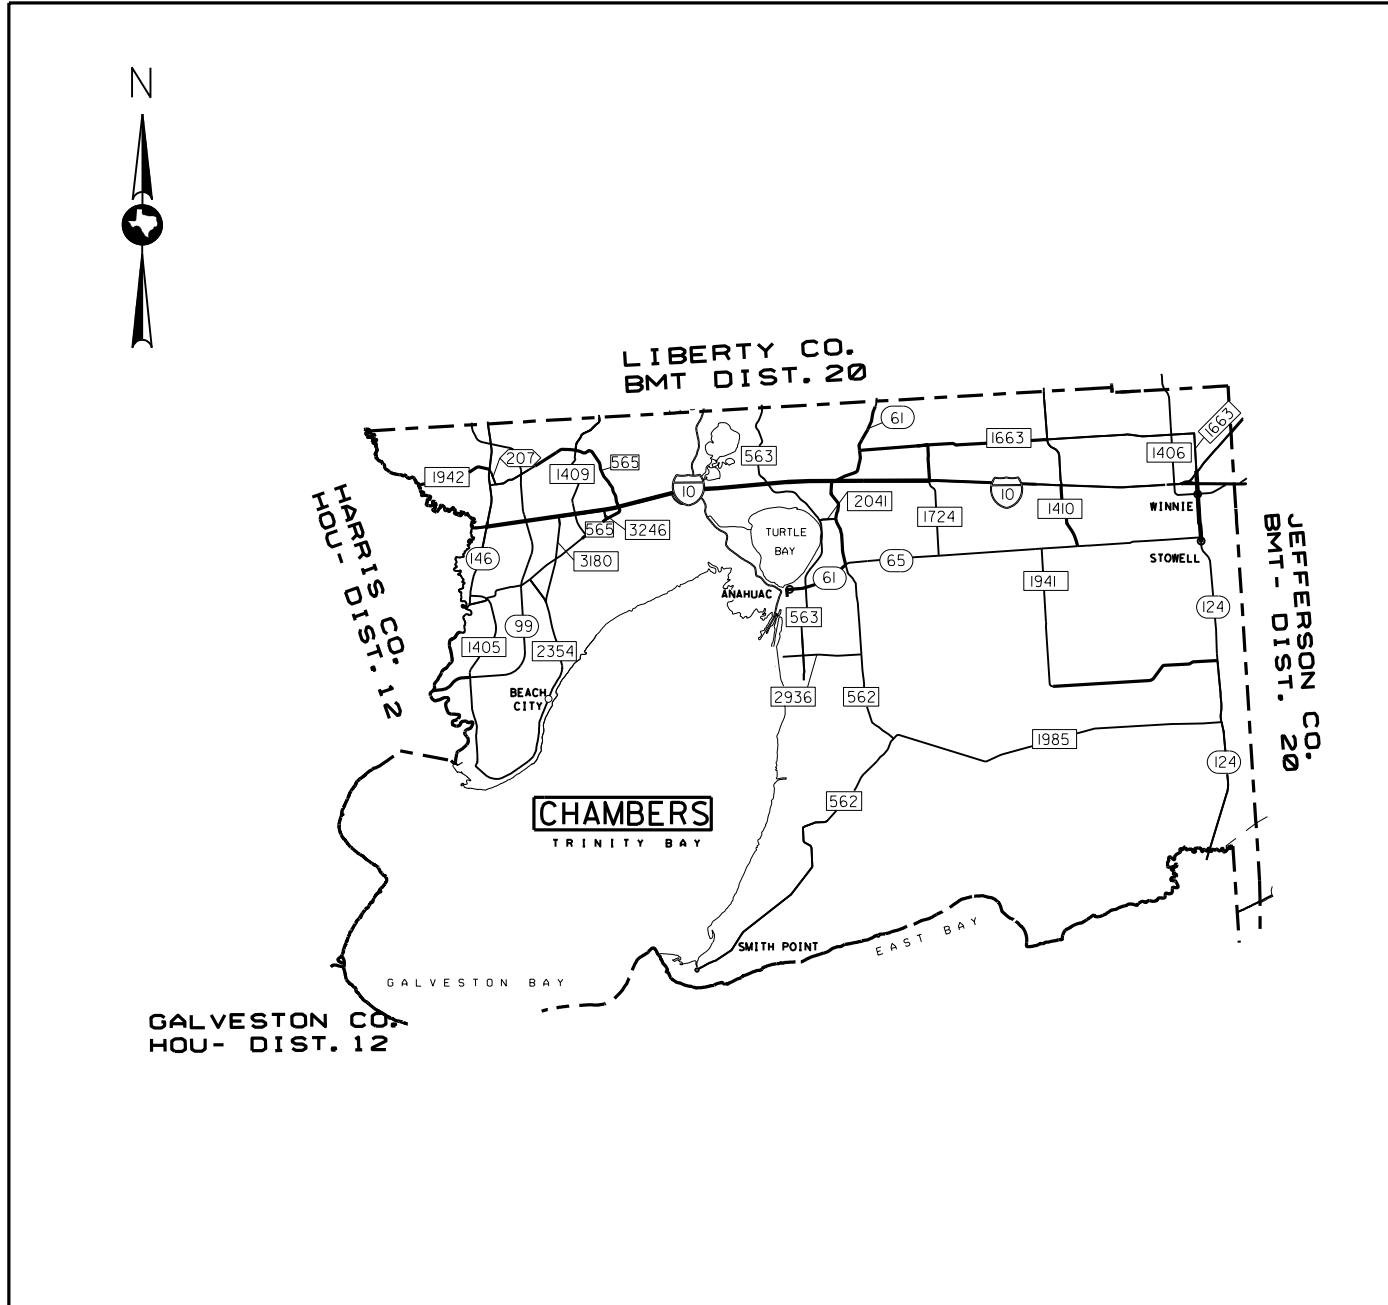 N
LIBERTY CO.
BMT DIST. 20
61
1663
1663
207
1942
1409
565
563
1406
10
10
2041
WINNIE
1410
1724
565
3246
TURTLE
BAY
3180
146
65
STOWELL
HARRIS CO.
HOU- DIST. 12
JEFFERSON CO.
BMT- DIST. 20
61
1941
ANAHUAC
124
563
99
1405
2354
BEACH
CITY
2936
562
1985
124
562
CHAMBERS
TRINITY BAY
SMITH POINT
EAST BAY
GALVESTON BAY
GALVESTON CO.
HOU- DIST. 12